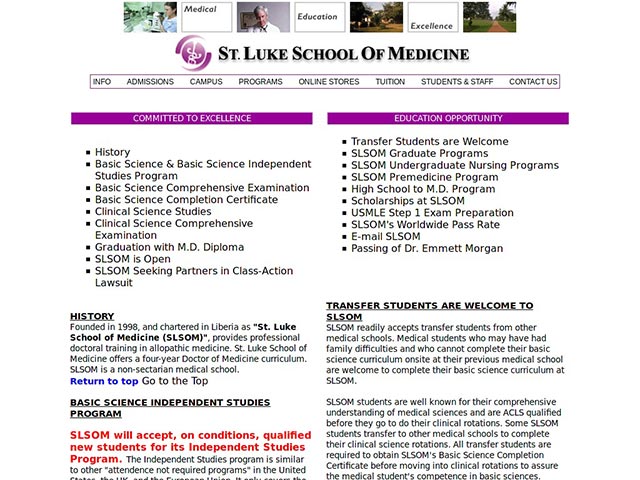 Medical
Education
Excellence
ST. LUKE SCHOOL OF MEDICINE
INFO ADMISSIONS CAMPUS PROGRAMS ONLINE STORES TUITION STUDENTS & STAFF CONTACT US
COMMITTED TO EXCELLENCE
History
Basic Science & Basic Science Independent
Studies Program
Basic Science Comprehensive Examination
Basic Science Completion Certificate
Clinical Science Studies
Clinical Science Comprehensive
Examination
Graduation with M.D. Diploma
SLSOM is Open
SLSOM Seeking Partners in Class-Action
Lawsuit
HISTORY
Founded in 1998, and chartered in Liberia as "St. Luke
School of Medicine (SLSOM)", provides professional
doctoral training in allopathic medicine. St. Luke School of
Medicine offers a four-year Doctor of Medicine curriculum.
SLSOM is a non-sectarian medical school.
Return to top Go to the Top
BASIC SCIENCE INDEPENDENT STUDIES
PROGRAM
SLSOM will accept, on conditions, qualified
new students for its Independent Studies
Program. The Independent Studies program is similar
to other "attendence not required programs" in the United
States, the UK, and the European Union. It only covers the
EDUCATION OPPORTUNITY
Transfer Students are Welcome
SLSOM Graduate Programs
SLSOM Undergraduate Nursing Programs
SLSOM Premedicine Program
High School to M.D. Program
Scholarships at SLSOM
USMLE Step 1 Exam Preparation
SLSOM's Worldwide Pass Rate
E-mail SLSOM
Passing of Dr. Emmett Morgan
TRANSFER STUDENTS ARE WELCOME TO
SLSOM
SLSOM readily accepts transfer students from other
medical schools. Medical students who may have had
family difficulties and who cannot complete their basic
science curriculum onsite at their previous medical school
are welcome to complete their basic science curriculum at
SLSOM.
SLSOM students are well known for their comprehensive
understanding of medical sciences and are ACLS qualified
before they go to do their clinical rotations. Some SLSOM
students transfer to other medical schools to complete
their clinical science rotations. All transfer students are
required to obtain SLSOM's Basic Science Completion
Certificate before moving into clinical rotations to assure
the medical student's competence in basic sciences.